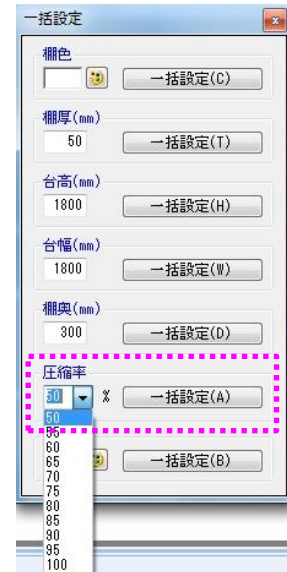 一括設定
棚色
一括設定(C)
棚厚(mm)
50 一括設定(T)
台高(mm)
1800 一括設定(H)
台幅(mm)
1800 一括設定(W)
棚奥(mm)
300 一括設定(D)
圧縮率
50 % 一括設定(A)
50
55
60
65 一括設定(B)
70
75
80
85
90
95
100